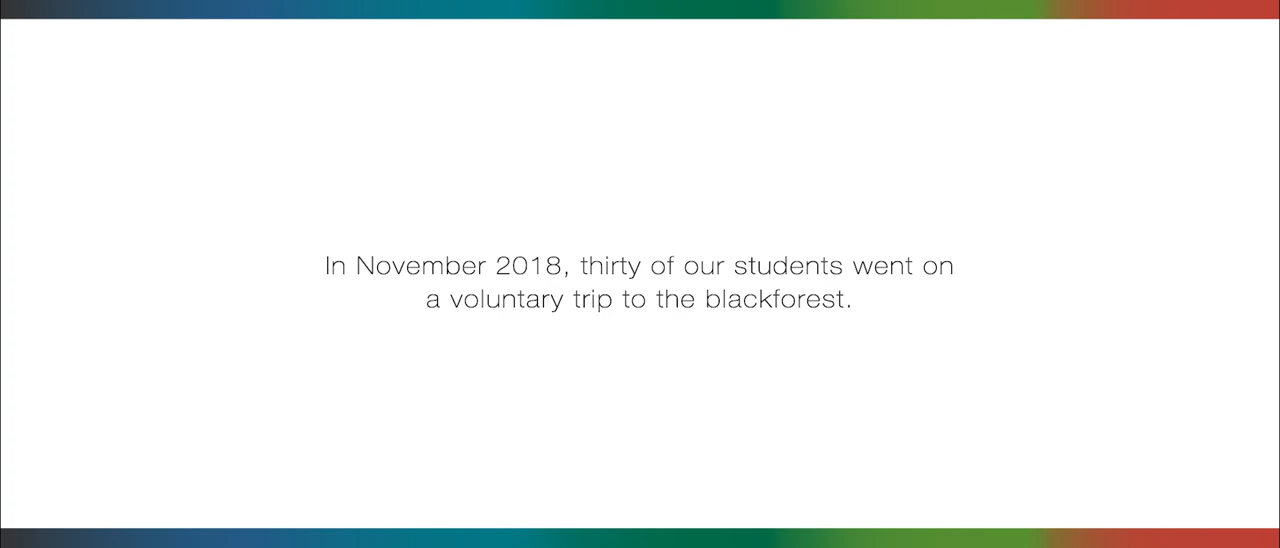 In November 2018, thirty of our students went on
a voluntary trip to the blackforest.